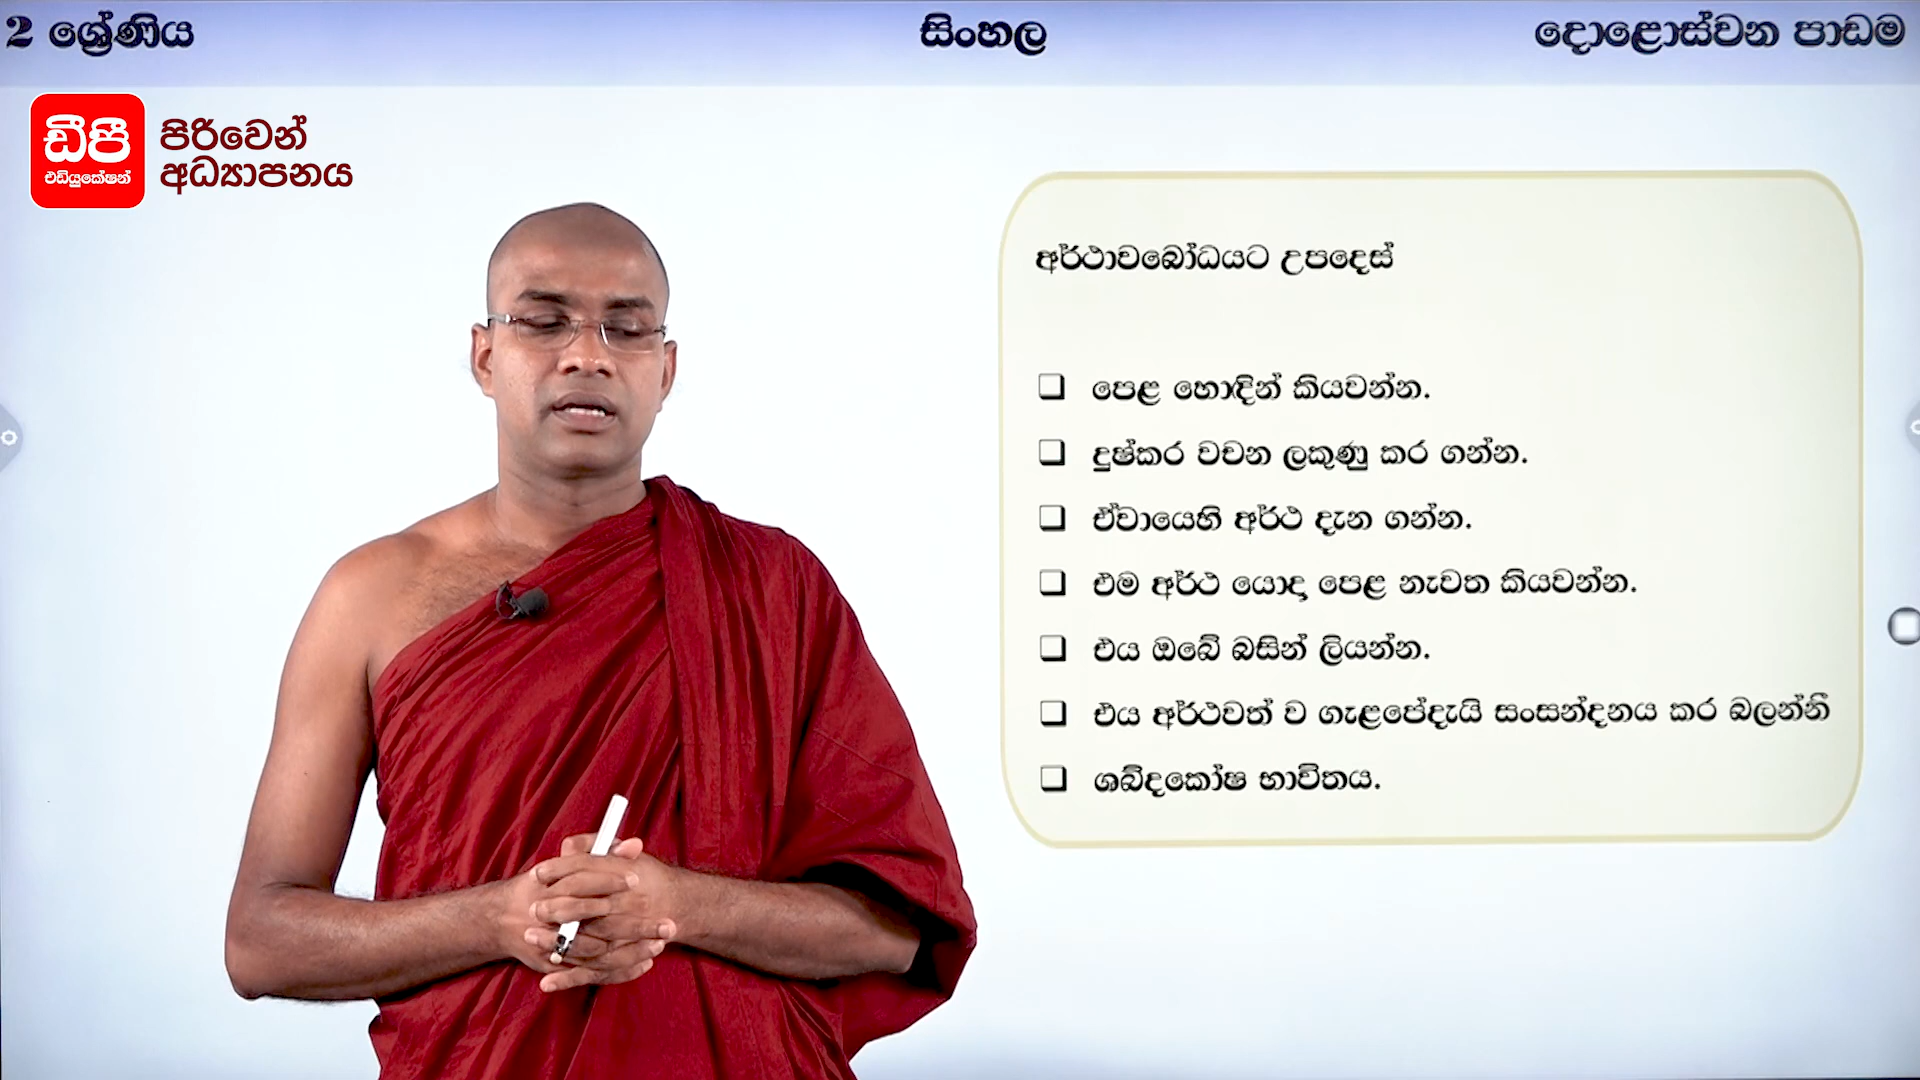 2 ශ්‍රේණිය
සිංහල
දොළොස්වන පාඩම
ඩීපී
එඩියුකේෂන්
පිරිවෙන්
අධ්‍යාපනය
අර්ථාවබෝධයට උපදෙස්
❑ පෙළ හොඳින් කියවන්න.
❑ දුෂ්කර වචන ලකුණු කර ගන්න.
❑ ඒවායෙහි අර්ථ දැන ගන්න.
❑ එම අර්ථ යොදා පෙළ නැවත කියවන්න.
❑ එය ඔබේ බසින් ලියන්න.
❑ එය අර්ථවත් ව ගැළපේදැයි සංසන්දනය කර බලන්නී
❑ ශබ්දකෝෂ භාවිතය.